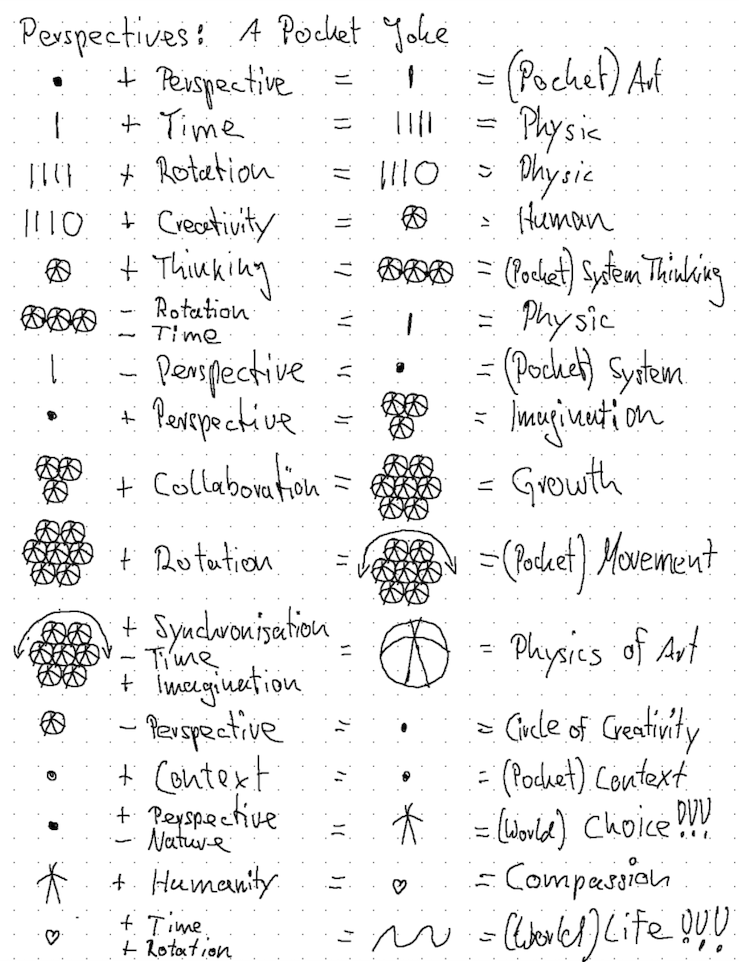 Perspectives: A Pocket Joke
• + Perspective = | = (Pocket) Art
| + Time = |||| = Physic
|||| + Rotation = |||O = Physic
|||O + Creativity = = Human
+ Thinking = = (Pocket) System Thinking
- Rotation
- Time = | = Physic
| - Perspective = • = (Pocket) System
• + Perspective = = Imagination
+ Collaboration = = Growth
+ Rotation = = (Pocket) Movement
+ Synchronisation
- Time = = Physics of Art
+ Imagination
- Perspective = • = Circle of Creativity
+ Context = = (Pocket) Context
• + Perspective
- Nature = = (World) Choice!!!
+ Humanity = ♡ = Compassion
♡ + Time
+ Rotation = = (World) Life!!!